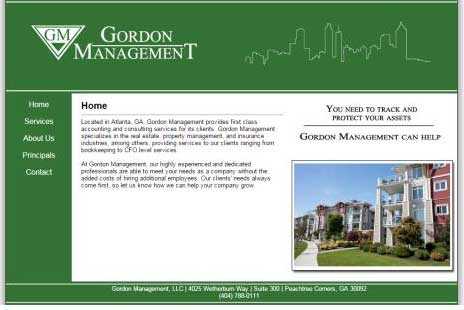 GM
GORDON
MANAGEMENT
Home
Services
About Us
Principals
Contact
Home
Located in Atlanta, GA, Gordon Management provides first class
accounting and consulting services for its clients. Gordon Management
specializes in the real estate, property management, and insurance
industries, among others, providing services to our clients ranging from
bookkeeping to CFO level services.
At Gordon Management, our highly experienced and dedicated
professionals are able to meet your needs as a company without the
added costs of hiring additional employees. Our clients' needs always
come first, so let us know how we can help your company grow.
YOU NEED TO TRACK AND
PROTECT YOUR ASSETS
GORDON MANAGEMENT CAN HELP
Gordon Management, LLC | 4025 Wetherburn Way | Suite 300 | Peachtree Corners, GA 30092
(404) 788-0111